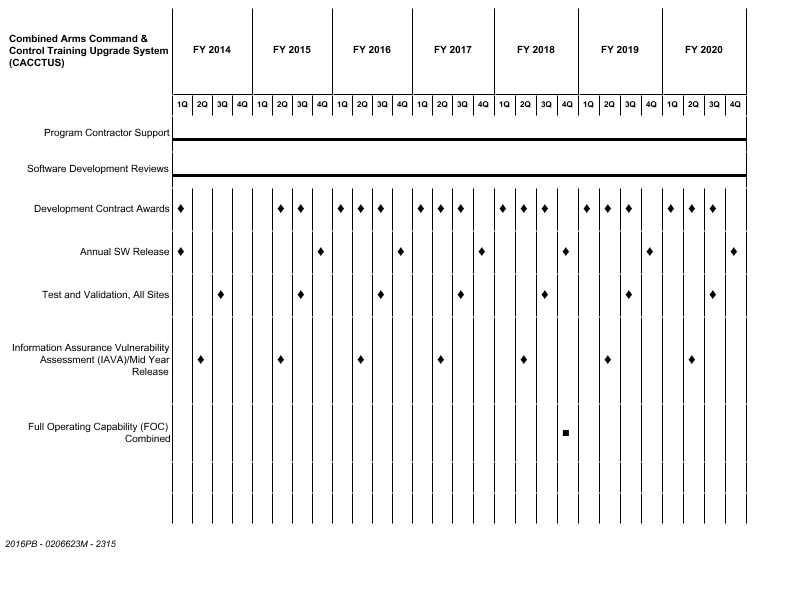 Combined Arms Command &
Control Training Upgrade System
(CACCTUS)
FY 2014 FY 2015 FY 2016 FY 2017 FY 2018 FY 2019 FY 2020
1Q 2Q 3Q 4Q 1Q 2Q 3Q 4Q 1Q 2Q 3Q 4Q 1Q 2Q 3Q 4Q 1Q 2Q 3Q 4Q 1Q 2Q 3Q 4Q 1Q 2Q 3Q 4Q
Program Contractor Support
Software Development Reviews
Development Contract Awards
Annual SW Release
Test and Validation, All Sites
Information Assurance Vulnerability
Assessment (IAVA)/Mid Year
Release
Full Operating Capability (FOC)
Combined
2016PB - 0206623M - 2315